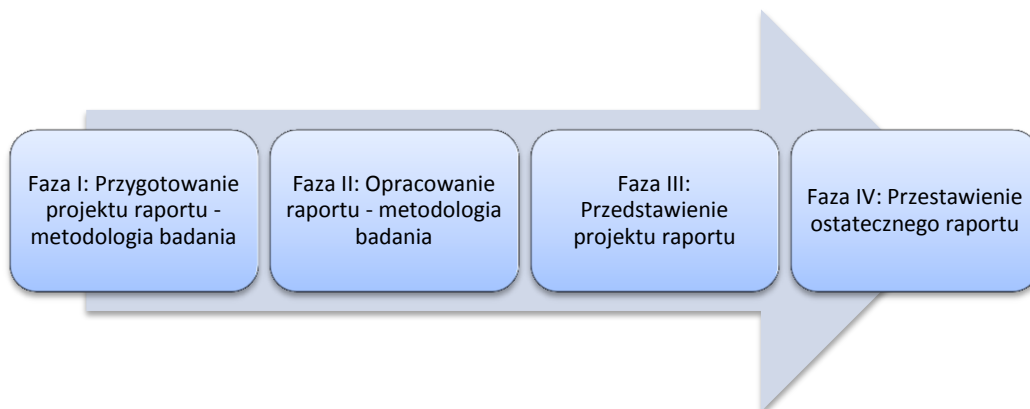 Faza I: Przygotowanie
projektu raportu -
metodologia badania
Faza II: Opracowanie
raportu - metodologia
badania
Faza III:
Przedstawienie
projektu raportu
Faza IV: Przestawienie
ostatecznego raportu